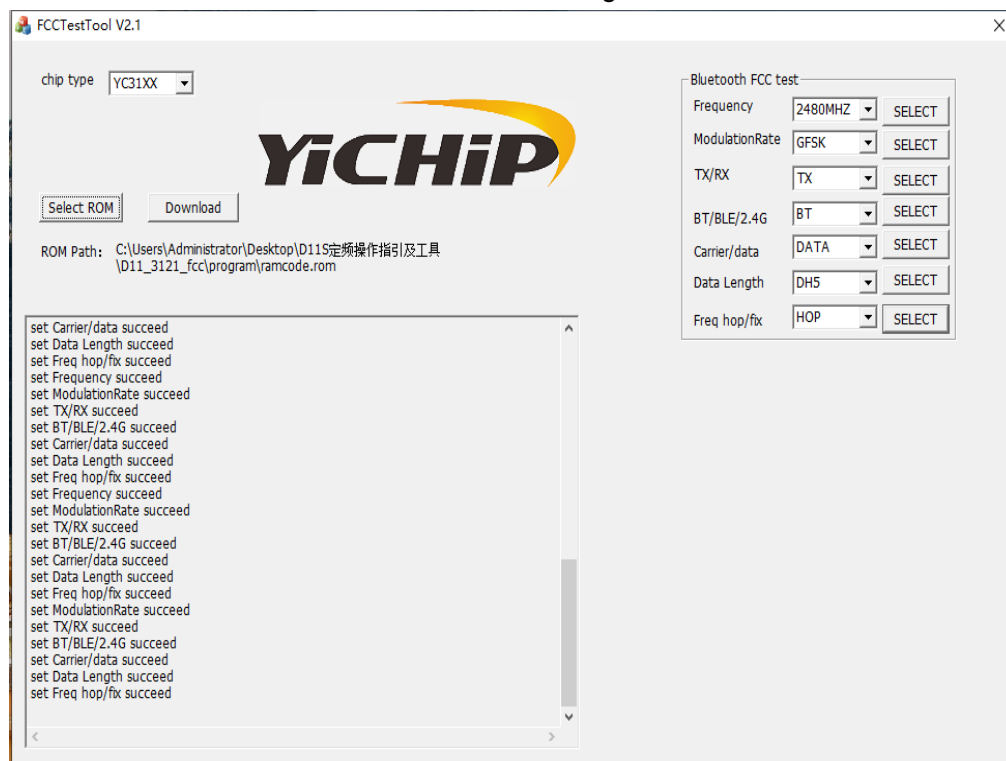 FCCTestTool V2.1
chip type
YC31XX
YiCHiP
Select ROM
Download
ROM Path: C:\Users\Administrator\Desktop\D11S定频操作指引及工具
\D11_3121_fcc\program\ramcode.rom
Bluetooth FCC test
Frequency 2480MHZ SELECT
ModulationRate GFSK SELECT
TX/RX TX SELECT
BT/BLE/2.4G BT SELECT
Carrier/data DATA SELECT
Data Length DH5 SELECT
Freq hop/fix HOP SELECT
set Carrier/data succeed
set Data Length succeed
set Freq hop/fix succeed
set Frequency succeed
set ModulationRate succeed
set TX/RX succeed
set BT/BLE/2.4G succeed
set Carrier/data succeed
set Data Length succeed
set Freq hop/fix succeed
set Frequency succeed
set ModulationRate succeed
set TX/RX succeed
set BT/BLE/2.4G succeed
set Carrier/data succeed
set Data Length succeed
set Freq hop/fix succeed
set ModulationRate succeed
set TX/RX succeed
set BT/BLE/2.4G succeed
set Carrier/data succeed
set Data Length succeed
set Freq hop/fix succeed